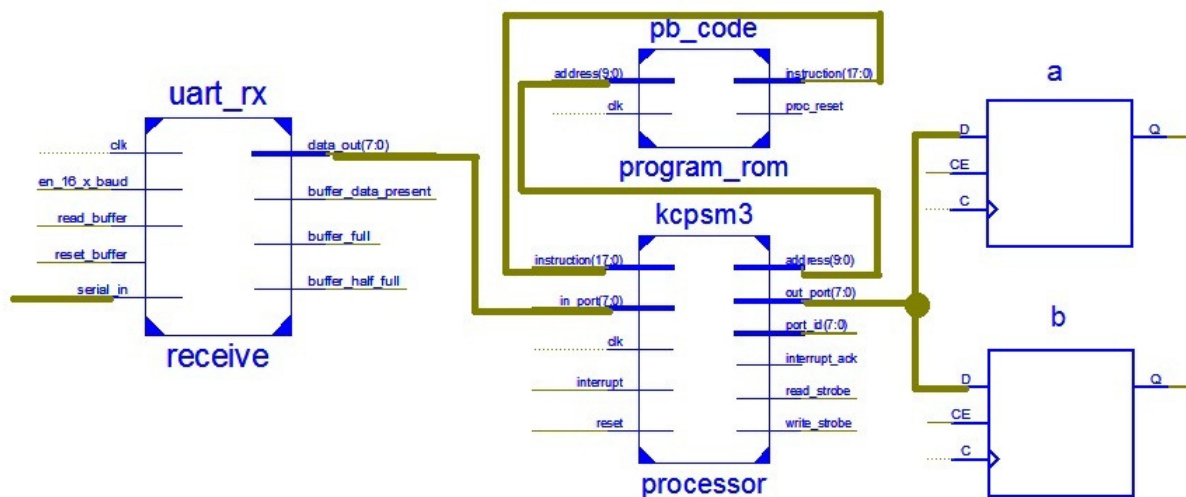 uart_rx
clk
en_16_x_baud
read_buffer
reset_buffer
serial_in
data_out(7:0)
buffer_data_present
buffer_full
buffer_half_full
receive
pb_code
address(9:0)
clk
instruction(17:0)
proc_reset
program_rom
kcpsm3
instruction(17:0)
in_port(7:0)
clk
interrupt
reset
address(9:0)
out_port(7:0)
port_id(7:0)
interrupt_ack
read_strobe
write_strobe
processor
a
D
CE
C
Q
b
D
CE
C
Q